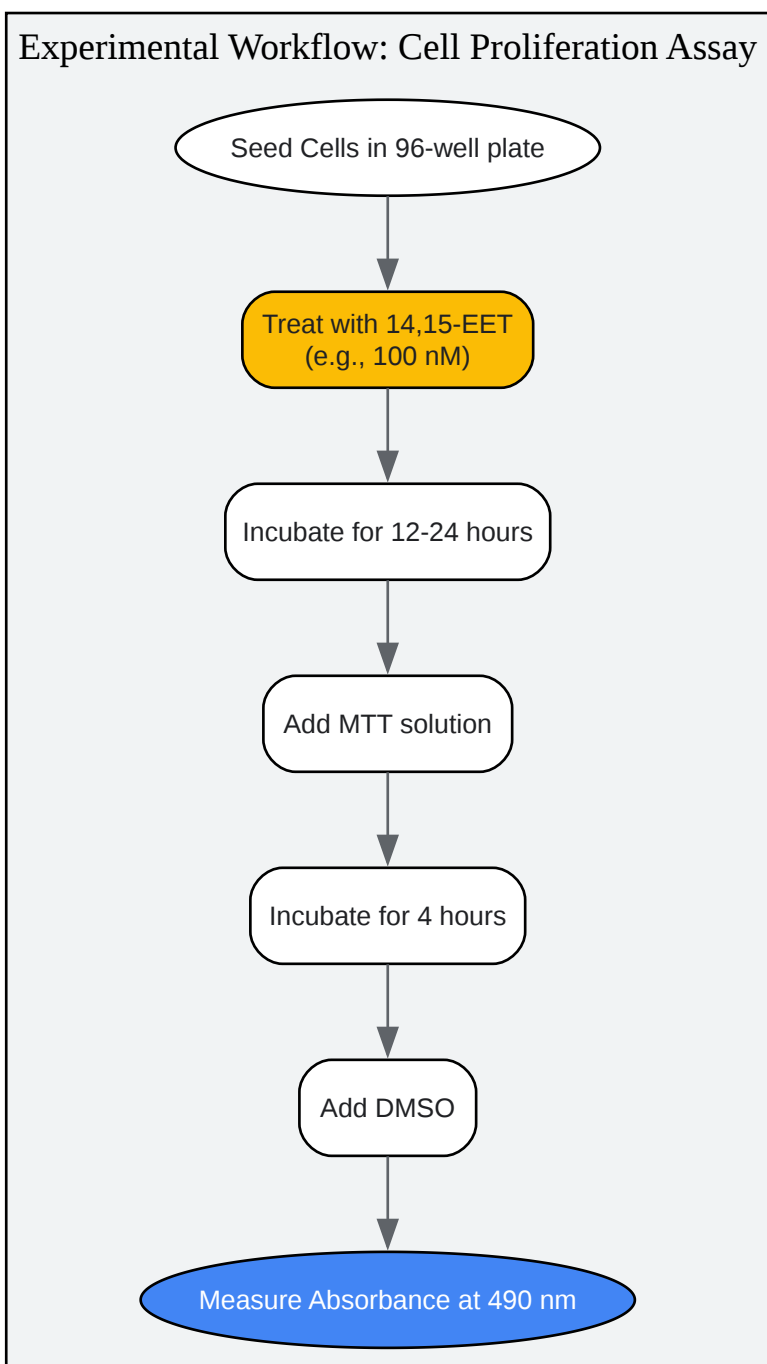 Experimental Workflow: Cell Proliferation Assay
Seed Cells in 96-well plate
Treat with 14,15-EET
(e.g., 100 nM)
Incubate for 12-24 hours
Add MTT solution
Incubate for 4 hours
Add DMSO
Measure Absorbance at 490 nm